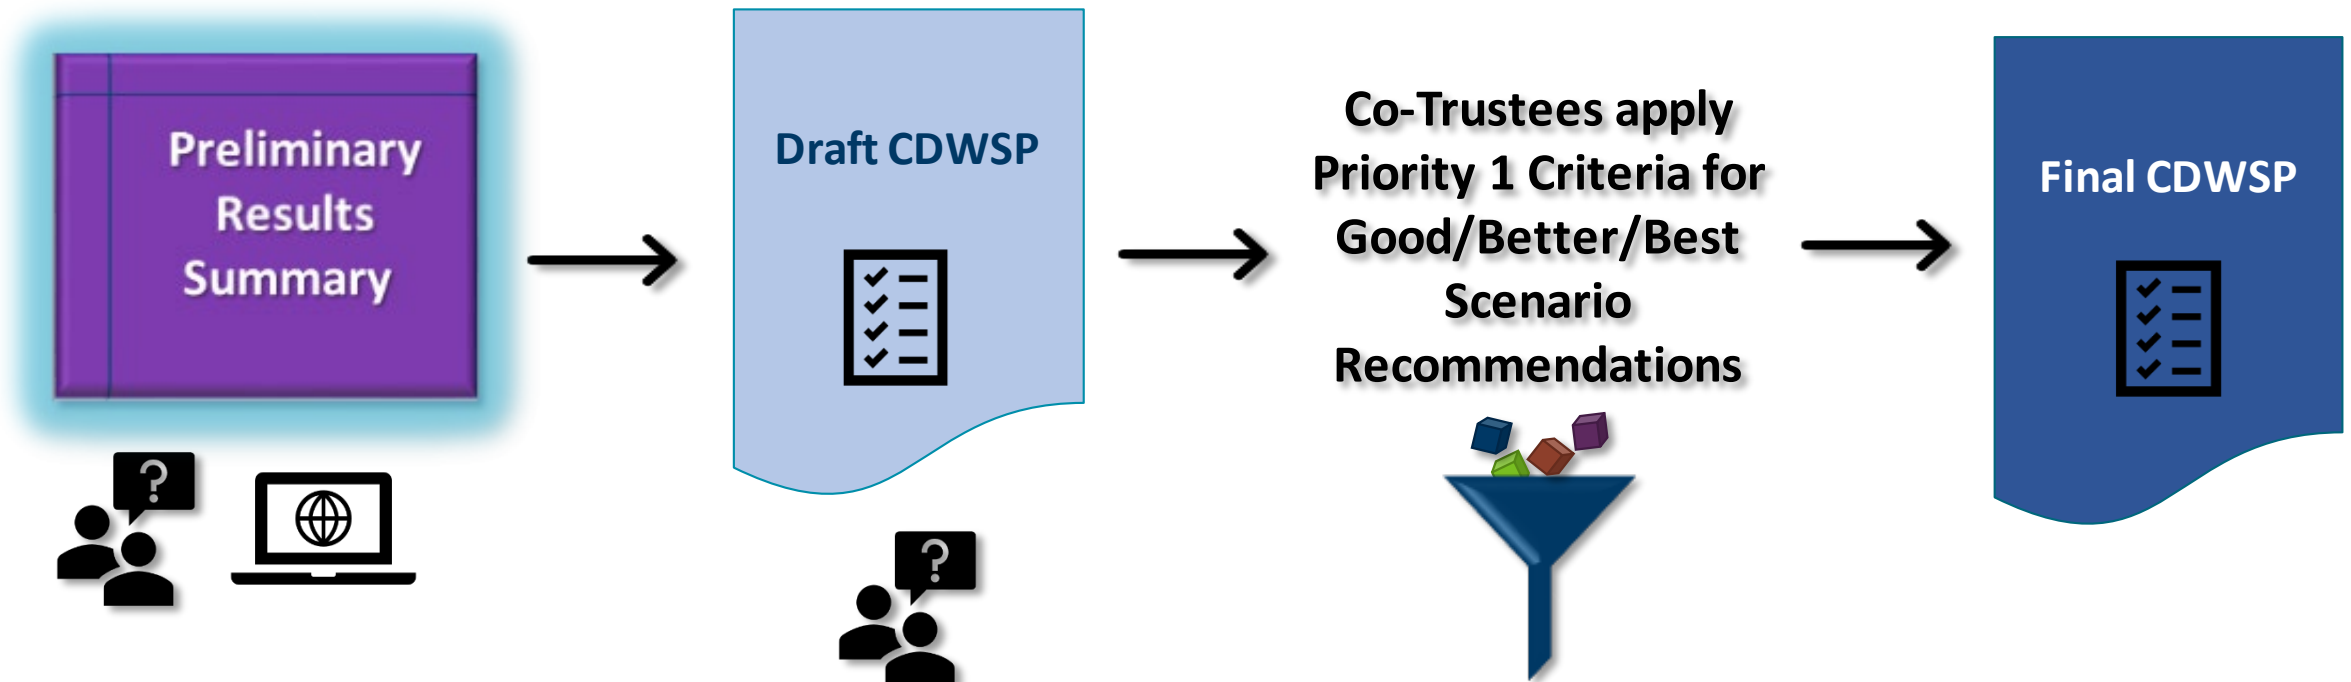 Preliminary
Results
Summary
Draft CDWSP
Co-Trustees apply
Priority 1 Criteria for
Good/Better/Best
Scenario
Recommendations
Final CDWSP
?
?